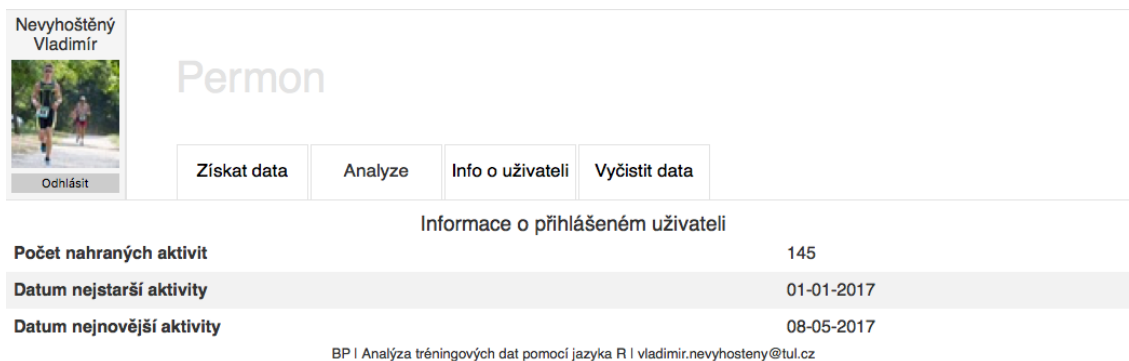 Nevyhoštěný
Vladimír
Odhlásit
Permon
Získat data
Analyze
Info o uživateli
Vyčistit data
Informace o přihlášeném uživateli
Počet nahraných aktivit 145
Datum nejstarší aktivity 01-01-2017
Datum nejnovější aktivity 08-05-2017
BP | Analýza tréningových dat pomocí jazyka R | vladimir.nevyhosteny@tul.cz